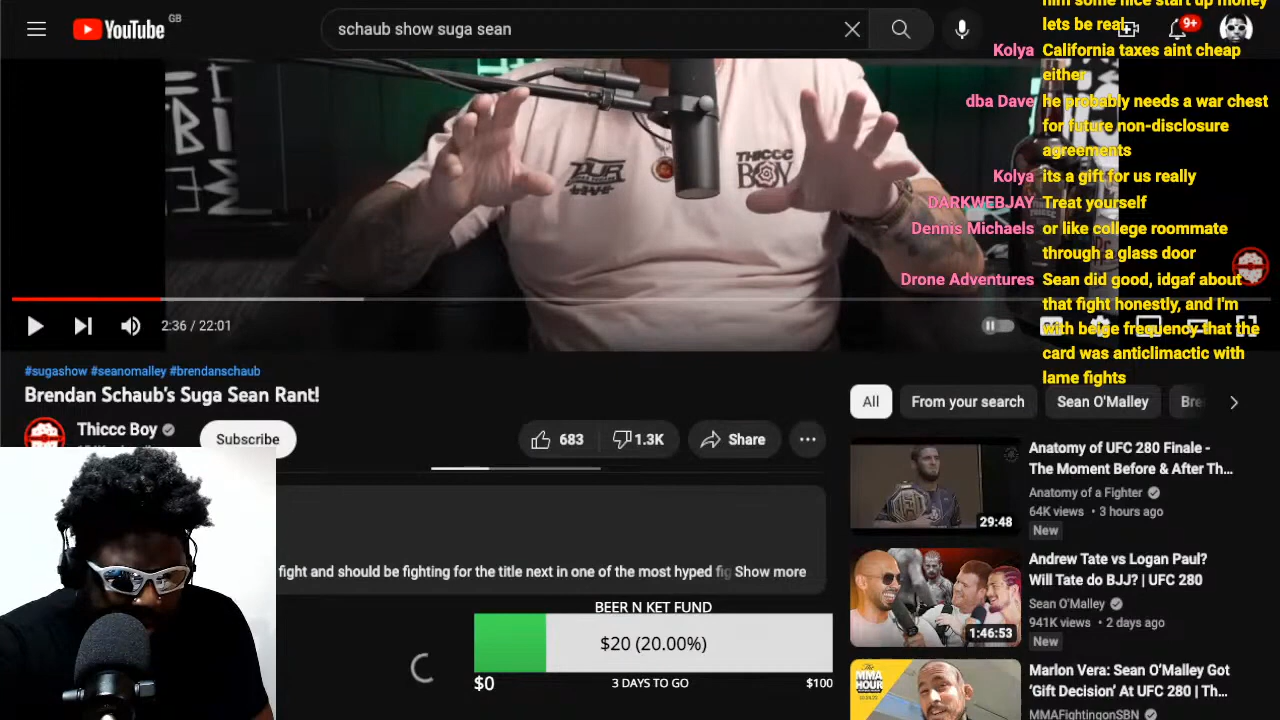 YouTube GB
schaub show suga sean
9+
lets be real
Kolya California taxes aint cheap
either
dba Dave he probably needs a war chest
for future non-disclosure
agreements
Kolya its a gift for us really
DARKWEBJAY Treat yourself
Dennis Michaels or like college roommate
through a glass door
Drone Adventures Sean did good, idgaf about
that fight honestly, and I'm
with beige frequency that the
card was anticlimactic with
lame fights
THICCC
BOY
2:36 / 22:01
#sugashow #seanomalley #brendanschaub
Brendan Schaub's Suga Sean Rant!
Thiccc Boy
Subscribe
683
1.3K
Share
All
From your search
Sean O'Malley
Bre
fight and should be fighting for the title next in one of the most hyped fig Show more
BEER N KET FUND
$20 (20.00%)
$0
3 DAYS TO GO
$100
29:48
Anatomy of UFC 280 Finale -
The Moment Before & After Th...
Anatomy of a Fighter
64K views • 3 hours ago
New
1:46:53
Andrew Tate vs Logan Paul?
Will Tate do BJJ? | UFC 280
Sean O'Malley
941K views • 2 days ago
New
The
MMA
HOUR
Marlon Vera: Sean O'Malley Got
'Gift Decision' At UFC 280 | Th...
MMAFightingonSBN